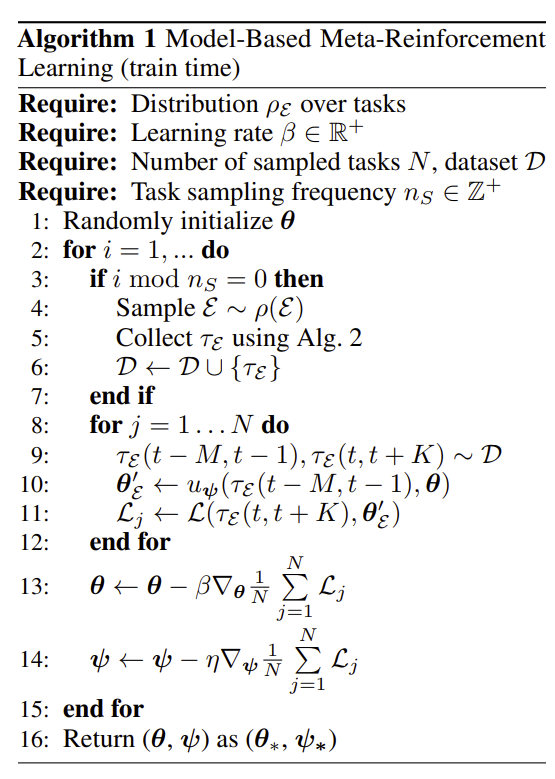 Algorithm 1 Model-Based Meta-Reinforcement
Learning (train time)
Require: Distribution ρ_ℰ over tasks
Require: Learning rate β ∈ ℝ⁺
Require: Number of sampled tasks N, dataset 𝒟
Require: Task sampling frequency n_S ∈ ℤ⁺
1: Randomly initialize θ
2: for i = 1, ... do
3: if i mod n_S = 0 then
4: Sample ℰ ∼ ρ(ℰ)
5: Collect τ_ℰ using Alg. 2
6: 𝒟 ← 𝒟 ∪ {τ_ℰ}
7: end if
8: for j = 1 … N do
9: τ_ℰ(t − M, t − 1), τ_ℰ(t, t + K) ∼ 𝒟
10: θ′_ℰ ← u_ψ(τ_ℰ(t − M, t − 1), θ)
11: ℒ_j ← ℒ(τ_ℰ(t, t + K), θ′_ℰ)
12: end for
13: θ ← θ − β∇_θ 1/N ∑_{j=1}^{N} ℒ_j
14: ψ ← ψ − η∇_ψ 1/N ∑_{j=1}^{N} ℒ_j
15: end for
16: Return (θ, ψ) as (θ_*, ψ_*)